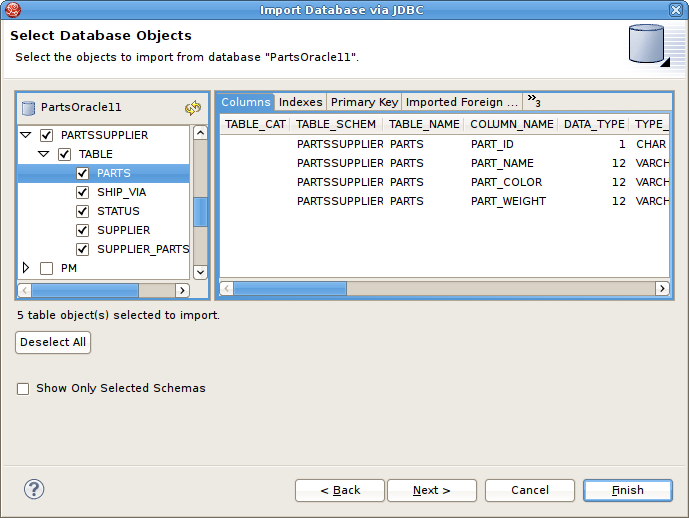 Import Database via JDBC
Select Database Objects
Select the objects to import from database "PartsOracle11".
PartsOracle11
PARTSSUPPLIER
TABLE
PARTS
SHIP_VIA
STATUS
SUPPLIER
SUPPLIER_PARTS
PM
Columns Indexes Primary Key Imported Foreign ... »3
TABLE_CAT TABLE_SCHEM TABLE_NAME COLUMN_NAME DATA_TYPE TYPE_
PARTSSUPPLIER PARTS PART_ID 1 CHAR
PARTSSUPPLIER PARTS PART_NAME 12 VARCH
PARTSSUPPLIER PARTS PART_COLOR 12 VARCH
PARTSSUPPLIER PARTS PART_WEIGHT 12 VARCH
5 table object(s) selected to import.
Deselect All
Show Only Selected Schemas
? < Back Next > Cancel Finish